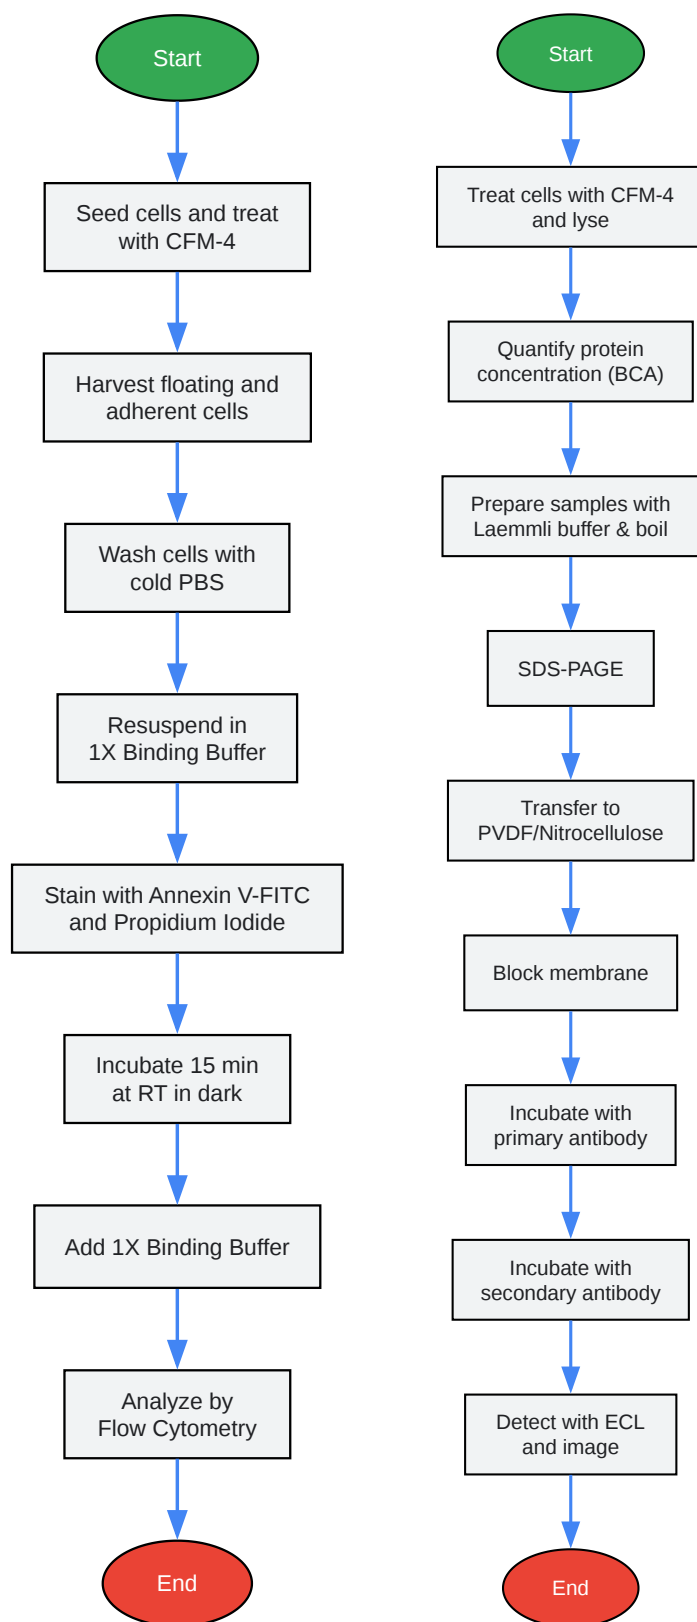 Start
Seed cells and treat
with CFM-4
Harvest floating and
adherent cells
Wash cells with
cold PBS
Resuspend in
1X Binding Buffer
Stain with Annexin V-FITC
and Propidium Iodide
Incubate 15 min
at RT in dark
Add 1X Binding Buffer
Analyze by
Flow Cytometry
End
Start
Treat cells with CFM-4
and lyse
Quantify protein
concentration (BCA)
Prepare samples with
Laemmli buffer & boil
SDS-PAGE
Transfer to
PVDF/Nitrocellulose
Block membrane
Incubate with
primary antibody
Incubate with
secondary antibody
Detect with ECL
and image
End